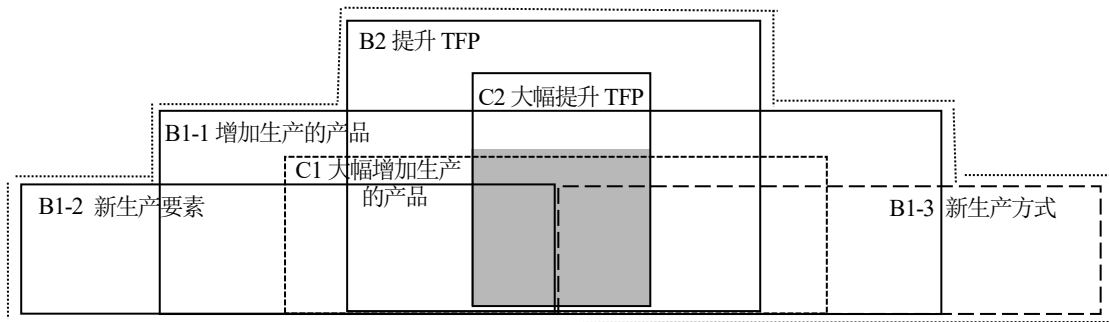 B2 提升 TFP
C2 大幅提升 TFP
B1-1 增加生产的产品
C1 大幅增加生产
的产品
B1-2 新生产要素
B1-3 新生产方式